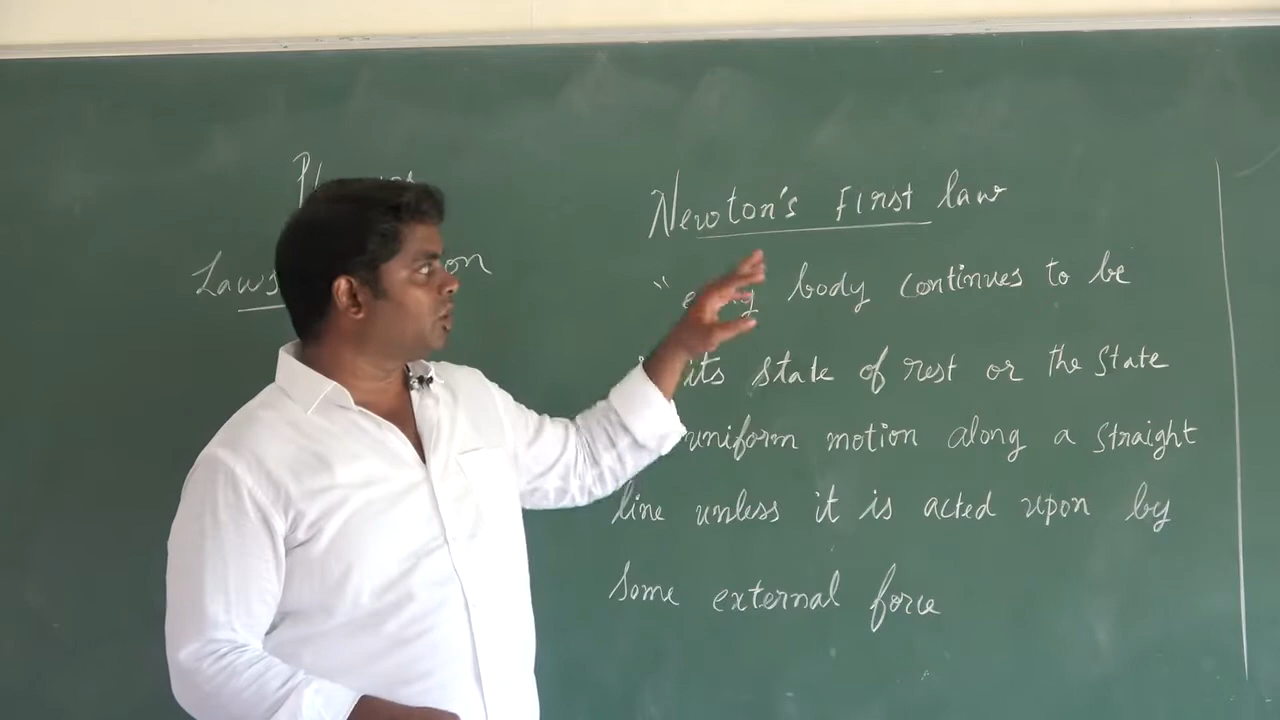 Laws
Newton's First law
" body continues to be
its state of rest or the State
uniform motion along a Straight
line unless it is acted upon by
Some external force